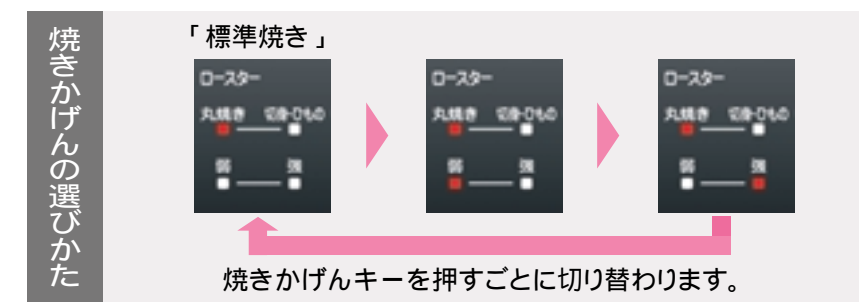 焼きかげんの選びかた
「標準焼き」
ロースター
丸焼き 切身・ひもの
弱 強
ロースター
丸焼き 切身・ひもの
弱 強
ロースター
丸焼き 切身・ひもの
弱 強
焼きかげんキーを押すごとに切り替わります。